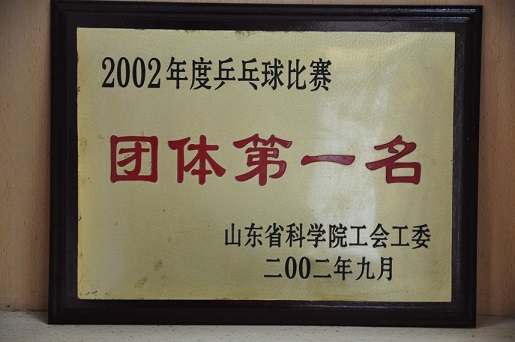 2002年度乒乓球比赛
团体第一名
山东省科学院工会工委
二00二年九月